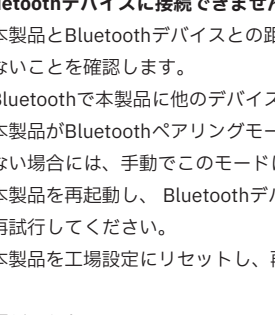 uetoothデバイスに接続できません
本製品とBluetoothデバイスとの距
ないことを確認します。
Bluetoothで本製品に他のデバイス
本製品がBluetoothペアリングモー
ない場合には、手動でこのモードに
本製品を再起動し、 Bluetoothデバ
再試行してください。
本製品を工場設定にリセットし、再